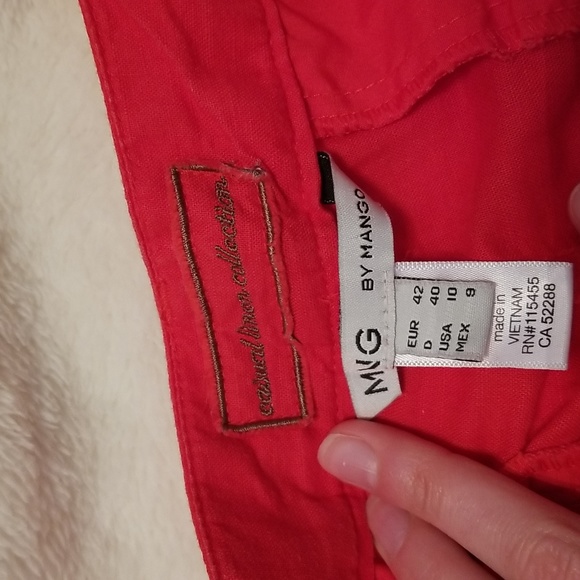 casual linen collection
MNG
BY MANGO
EUR 42
D 40
USA 10
MEX 9
made in
VIETNAM
RN#115455
CA 52288